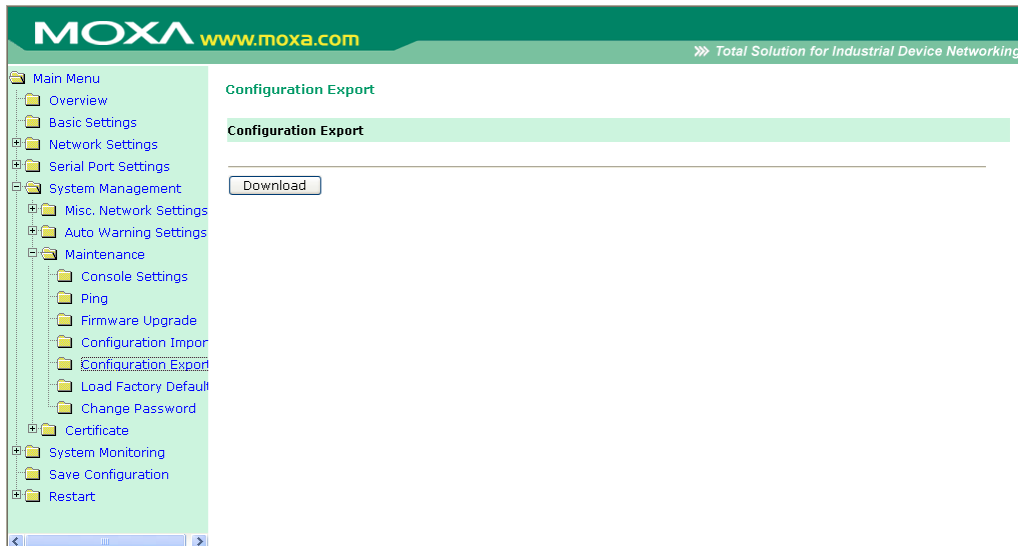 MOXA www.moxa.com
Total Solution for Industrial Device Networking
Main Menu
Overview
Basic Settings
Network Settings
Serial Port Settings
System Management
Misc. Network Settings
Auto Warning Settings
Maintenance
Console Settings
Ping
Firmware Upgrade
Configuration Impor
Configuration Expor
Load Factory Defaul
Change Password
Certificate
System Monitoring
Save Configuration
Restart
Configuration Export
Configuration Export
Download